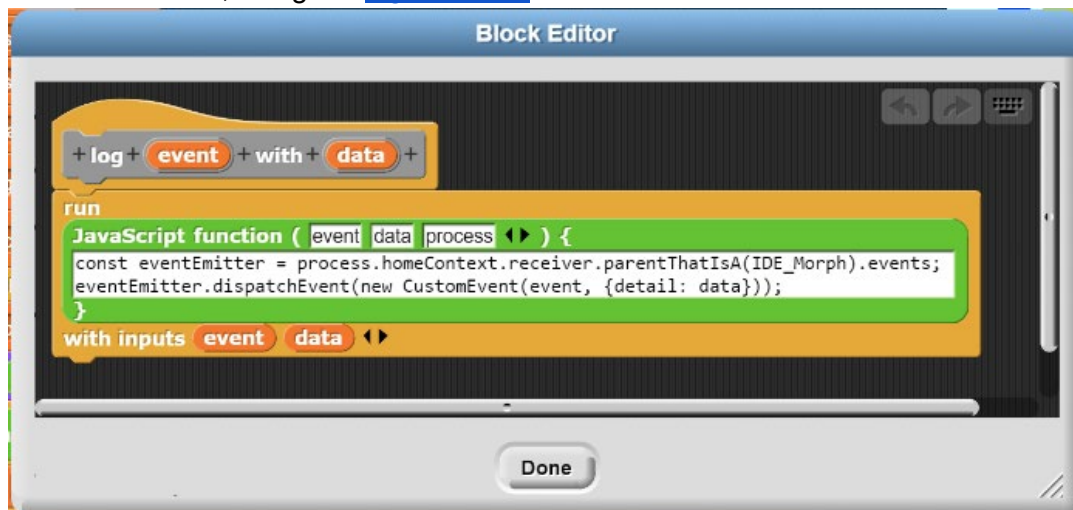 Block Editor
+ log + event + with + data +
run
JavaScript function ( event data process ) {
const eventEmitter = process.homeContext.receiver.parentThatIsA(IDE_Morph).events;
eventEmitter.dispatchEvent(new CustomEvent(event, {detail: data}));
}
with inputs event data
Done